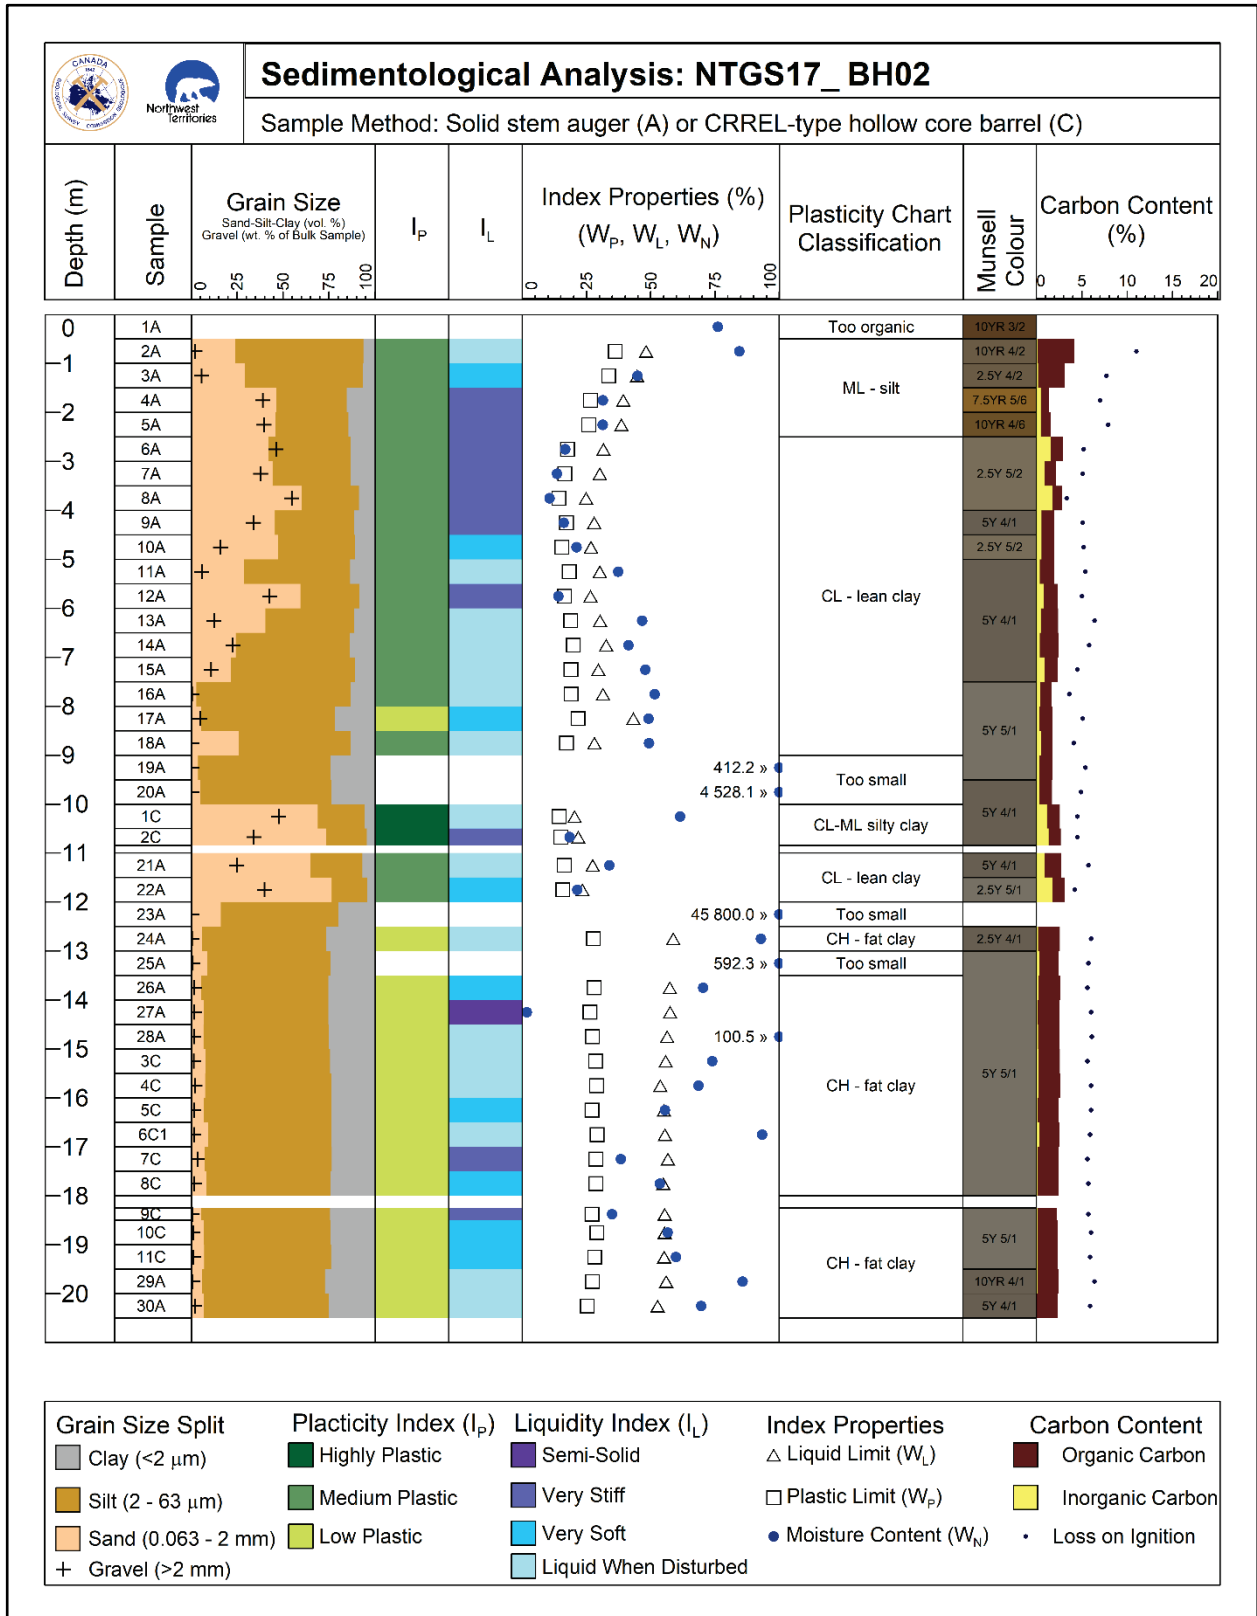 CANADA
1842
Northwest
Territories
Sedimentological Analysis: NTGS17_ BH02
Sample Method: Solid stem auger (A) or CRREL-type hollow core barrel (C)
Depth (m)
Sample
Grain Size
Sand-Silt-Clay (vol. %)
Gravel (wt. % of Bulk Sample)
0 25 50 75 100
IP
IL
Index Properties (%)
(WP, WL, WN)
0 25 50 75 100
Plasticity Chart
Classification
Munsell
Colour
Carbon Content
(%)
0 5 10 15 20
0 1A Too organic 10YR 3/2
2A 10YR 4/2
1
3A 2.5Y 4/2
4A ML - silt 7.5YR 5/6
2
5A 10YR 4/6
6A
3
7A 2.5Y 5/2
8A
4
9A 5Y 4/1
10A 2.5Y 5/2
5
11A
12A CL - lean clay
6
13A 5Y 4/1
14A
7
15A
16A
8
17A
18A 5Y 5/1
9
19A 412.2 »
Too small
20A 4 528.1 »
10
1C 5Y 4/1
CL-ML silty clay
2C
11
21A 5Y 4/1
CL - lean clay
22A 2.5Y 5/1
12
23A 45 800.0 » Too small
24A CH - fat clay 2.5Y 4/1
13
25A 592.3 » Too small
26A
14
27A
28A 100.5 »
15
3C
4C CH - fat clay 5Y 5/1
16
5C
6C1
17
7C
8C
18
9C
10C 5Y 5/1
19
11C CH - fat clay
29A 10YR 4/1
20
30A 5Y 4/1
Grain Size Split
Clay (<2 μm)
Silt (2 - 63 μm)
Sand (0.063 - 2 mm)
Gravel (>2 mm)
Placticity Index (IP)
Highly Plastic
Medium Plastic
Low Plastic
Liquidity Index (IL)
Semi-Solid
Very Stiff
Very Soft
Liquid When Disturbed
Index Properties
Liquid Limit (WL)
Plastic Limit (WP)
Moisture Content (WN)
Carbon Content
Organic Carbon
Inorganic Carbon
Loss on Ignition